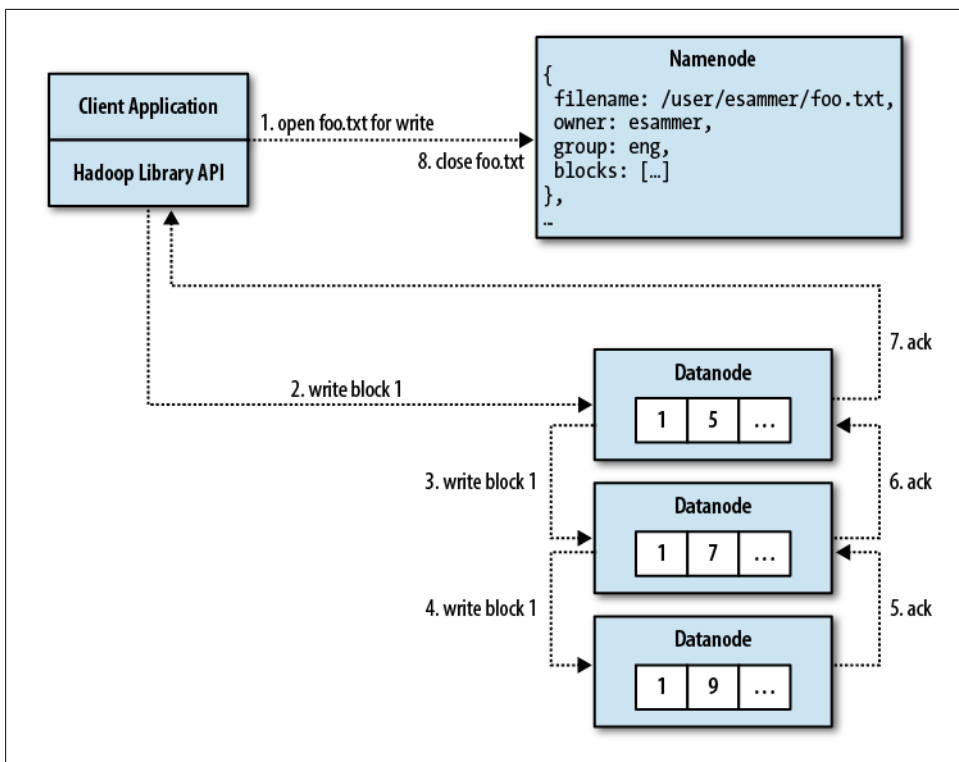 Client Application
Hadoop Library API
1. open foo.txt for write
8. close foo.txt
Namenode
{
filename: /user/esammer/foo.txt,
owner: esammer,
group: eng,
blocks: […]
},
…
2. write block 1
7. ack
Datanode
1 5 …
3. write block 1
6. ack
Datanode
1 7 …
4. write block 1
5. ack
Datanode
1 9 …